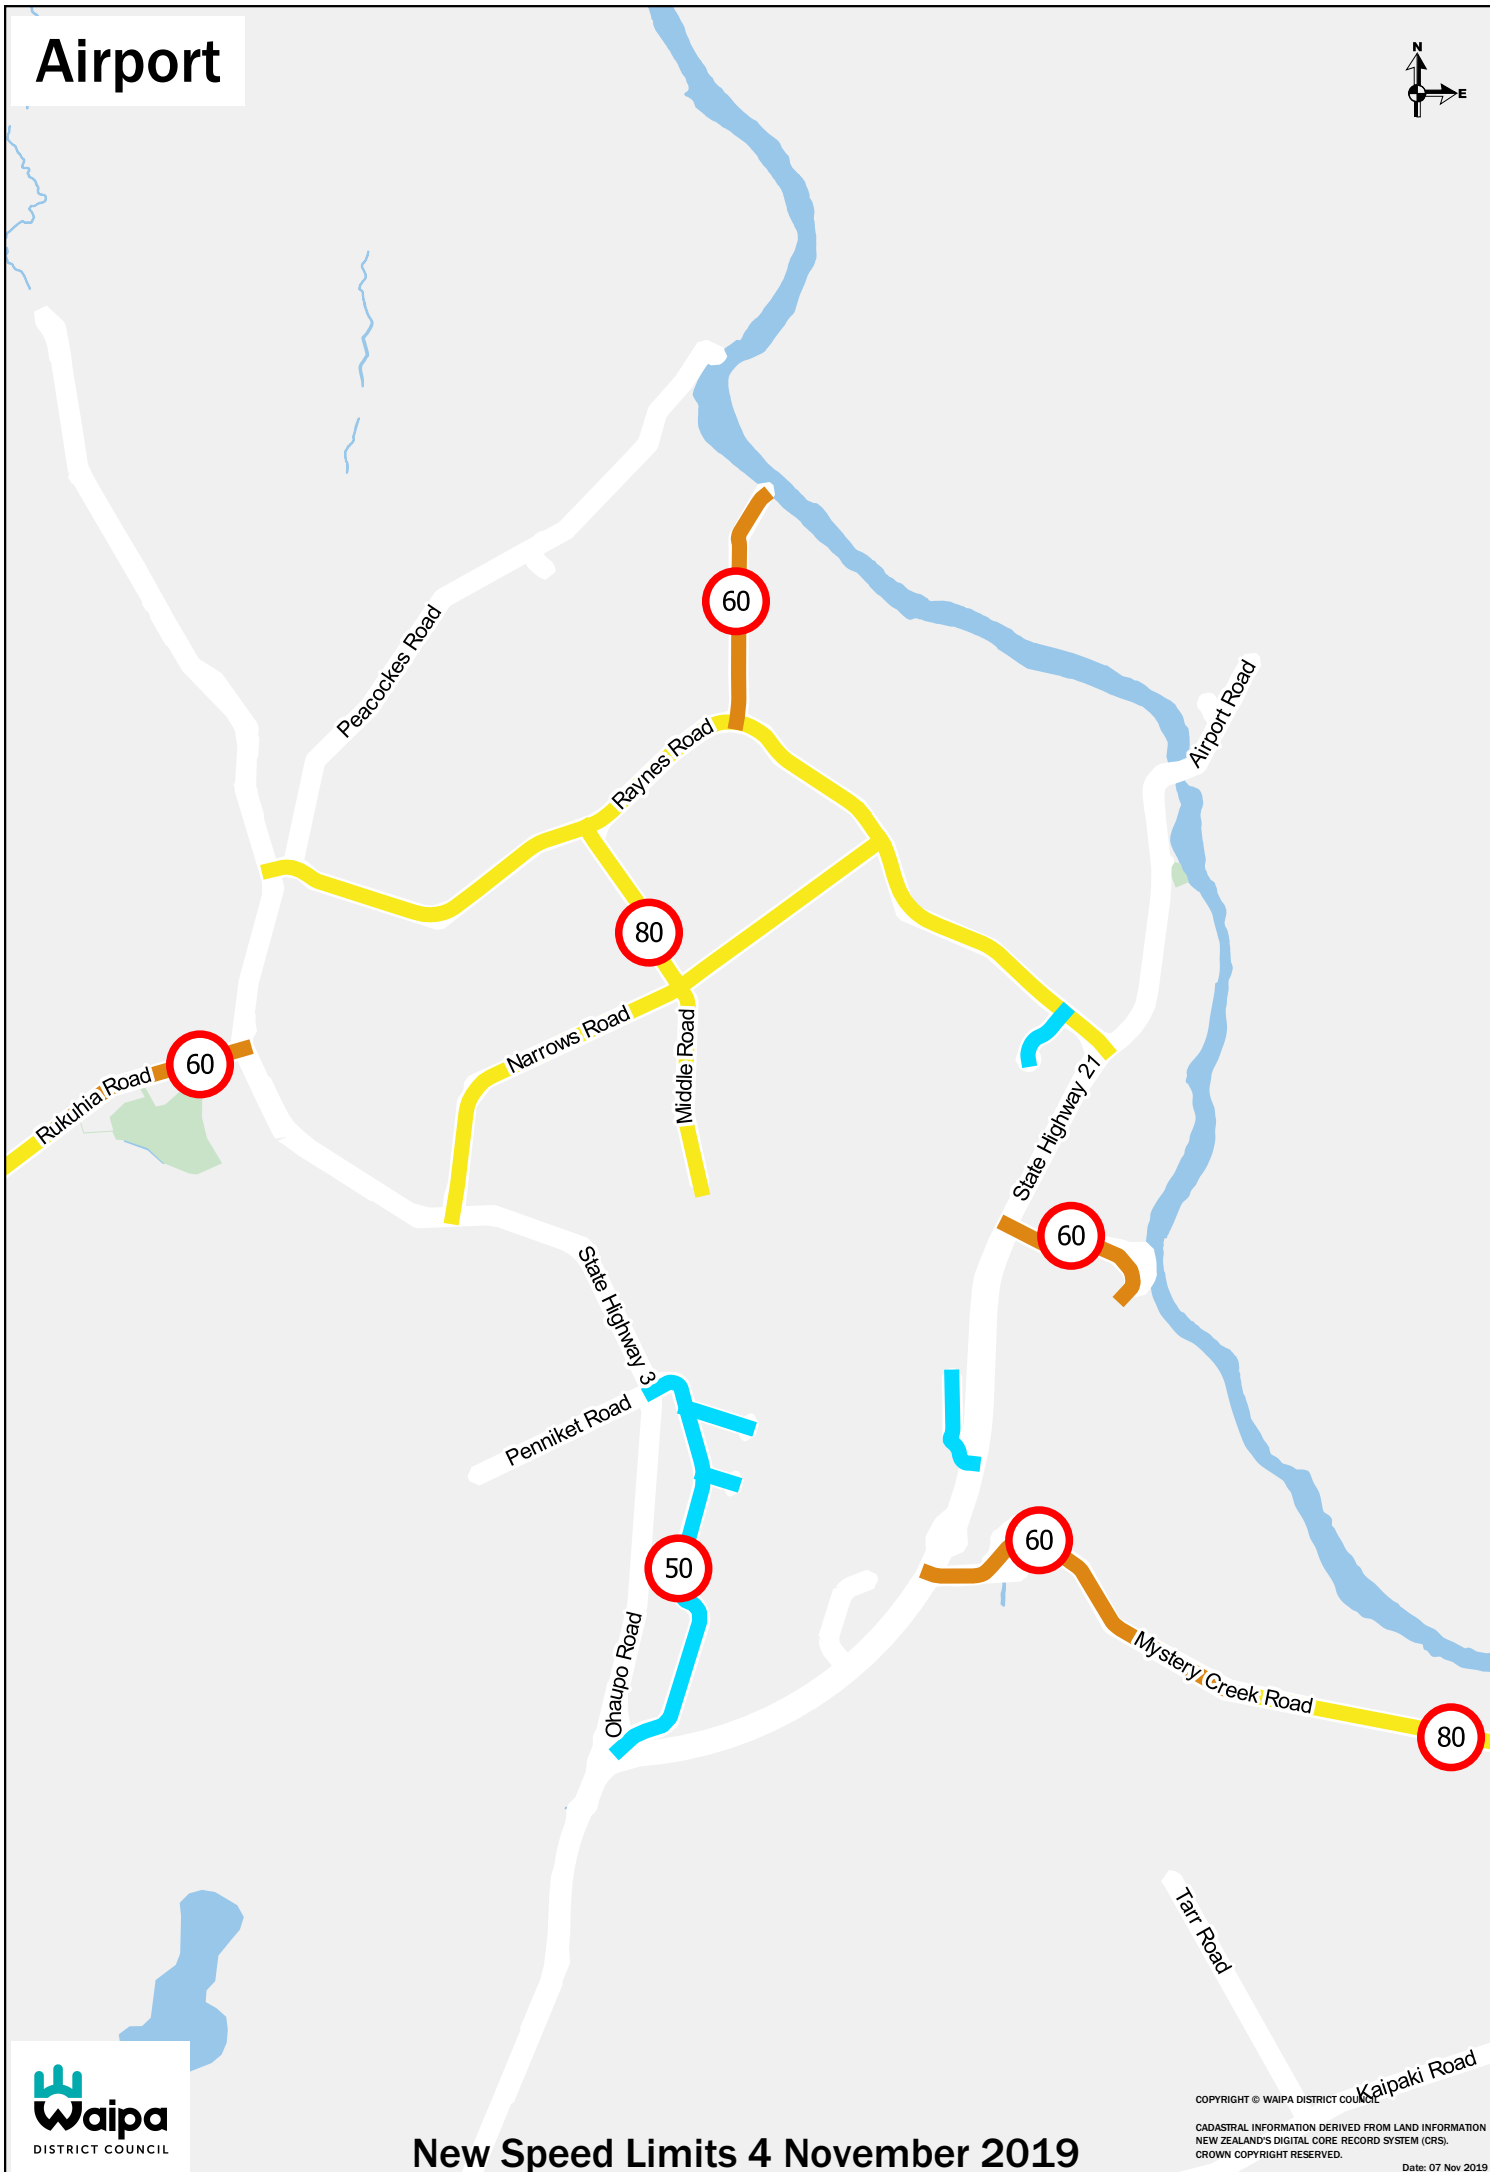 Airport
N
E
Peacockes Road
60
Airport Road
Raynes Road
80
Narrows Road
Middle Road
60
Rukuhia Road
State Highway 21
60
State Highway 3
Penniket Road
60
50
Ohaupo Road
Mystery Creek Road
80
Tarr Road
Kaipaki Road
Waipa
DISTRICT COUNCIL
New Speed Limits 4 November 2019
COPYRIGHT © WAIPA DISTRICT COUNCIL
CADASTRAL INFORMATION DERIVED FROM LAND INFORMATION
NEW ZEALAND'S DIGITAL CORE RECORD SYSTEM (CRS).
CROWN COPYRIGHT RESERVED.
Date: 07 Nov 2019